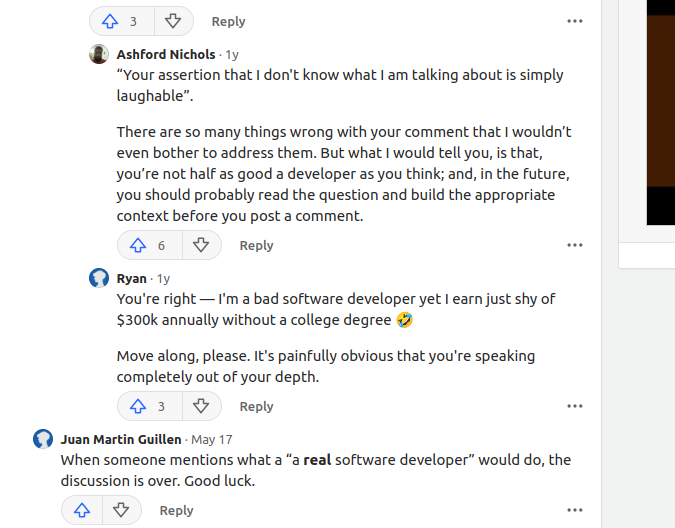 3 Reply
Ashford Nichols · 1y
“Your assertion that I don't know what I am talking about is simply
laughable”.
There are so many things wrong with your comment that I wouldn’t
even bother to address them. But what I would tell you, is that,
you’re not half as good a developer as you think; and, in the future,
you should probably read the question and build the appropriate
context before you post a comment.
6 Reply
Ryan · 1y
You're right — I'm a bad software developer yet I earn just shy of
$300k annually without a college degree 🤣
Move along, please. It's painfully obvious that you're speaking
completely out of your depth.
3 Reply
Juan Martin Guillen · May 17
When someone mentions what a “a real software developer” would do, the
discussion is over. Good luck.
Reply